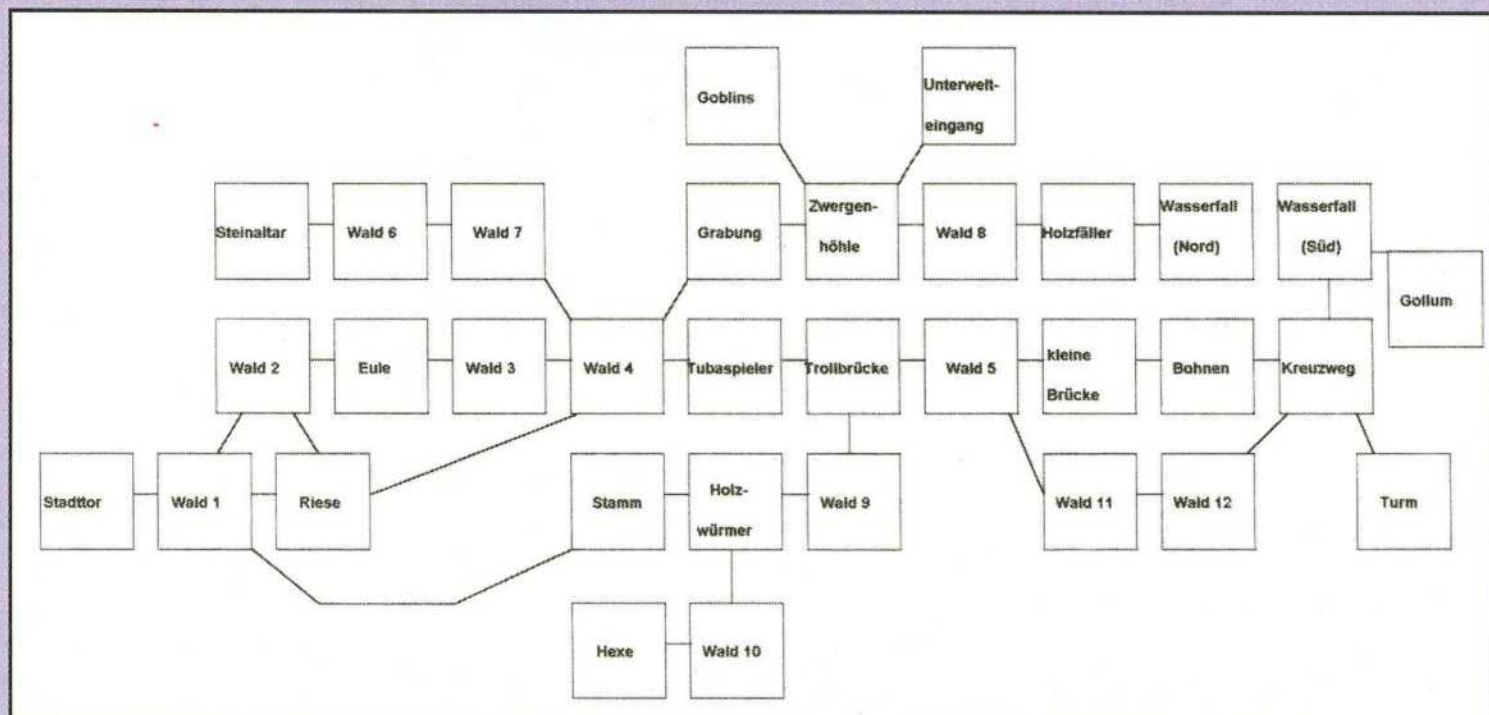 Goblins
Unterwelt-
eingang
Steinaltar
Wald 6
Wald 7
Grabung
Zwergen-
höhle
Wald 8
Holzfäller
Wasserfall
(Nord)
Wasserfall
(Süd)
Gollum
Wald 2
Eule
Wald 3
Wald 4
Tubaspieler
Trollbrücke
Wald 5
kleine
Brücke
Bohnen
Kreuzweg
Stadttor
Wald 1
Riese
Stamm
Holz-
würmer
Wald 9
Wald 11
Wald 12
Turm
Hexe
Wald 10